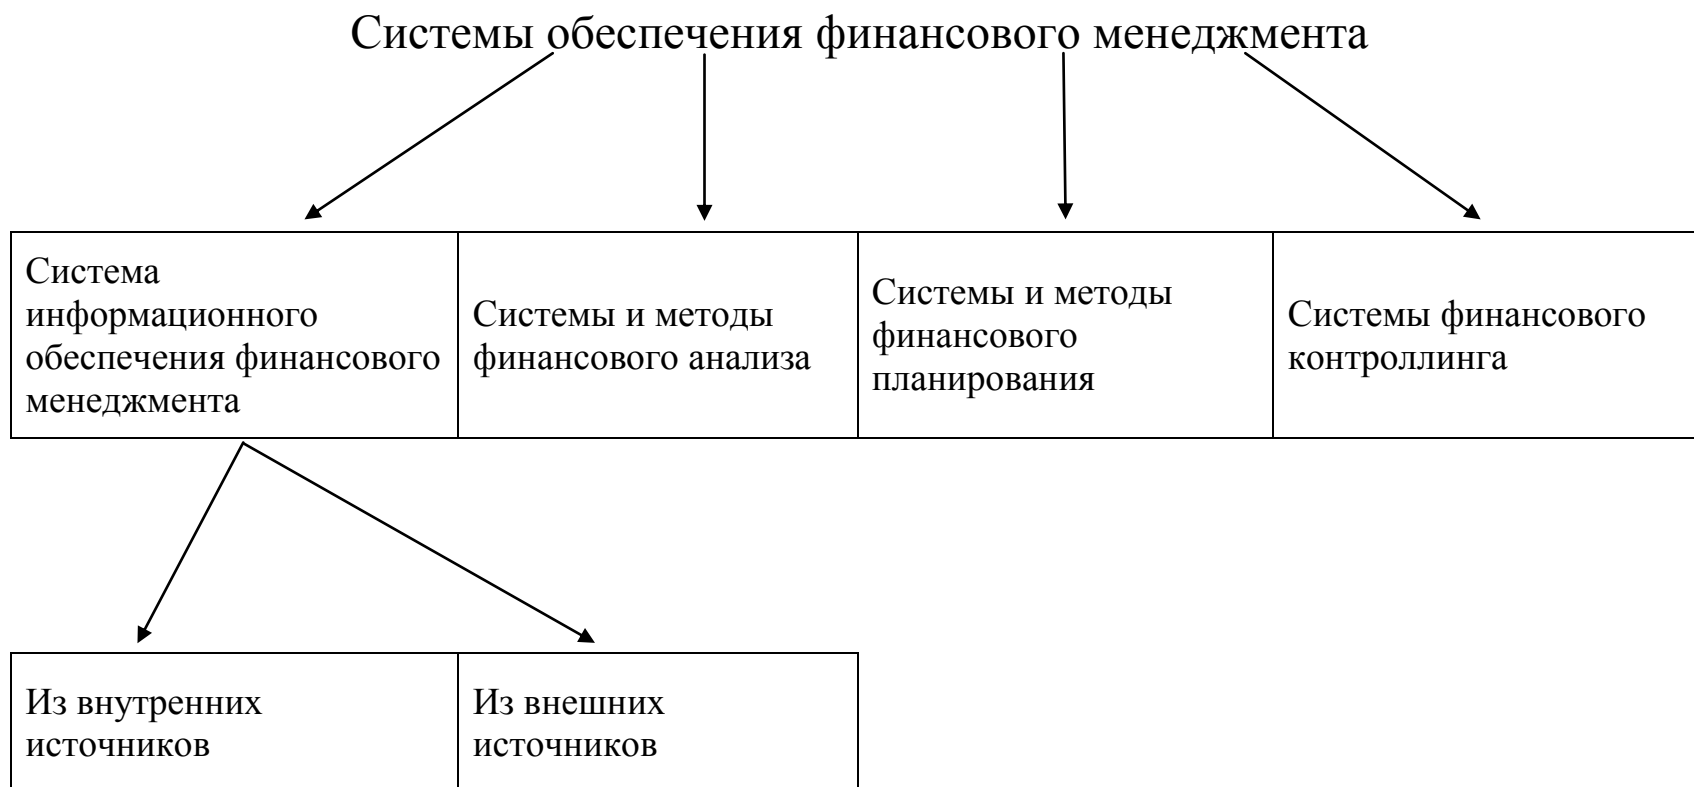 Системы обеспечения финансового менеджмента
Система
информационного
обеспечения финансового
менеджмента
Системы и методы
финансового анализа
Системы и методы
финансового
планирования
Системы финансового
контроллинга
Из внутренних
источников
Из внешних
источников